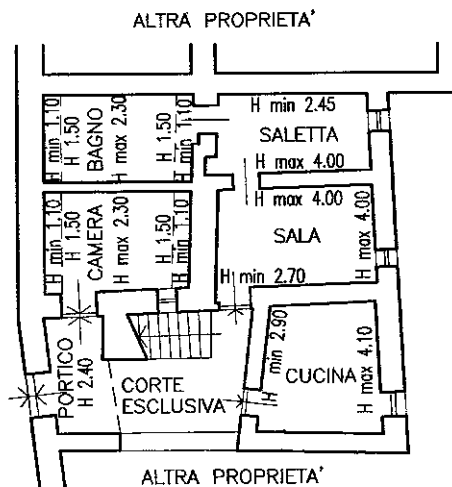 ALTRA PROPRIETA'
H min 1.10
H 1.50
BAGNO
H max 2.30
H 1.50
H min 1.10
H min 2.45
SALETTA
H max 4.00
H min 1.10
H 1.50
CAMERA
H max 2.30
H 1.50
H min 1.10
H max 4.00
SALA
H max 4.00
H min 2.70
PORTICO
H 2.40
CORTE
ESCLUSIVA
H min 2.90
CUCINA
H max 4.10
ALTRA PROPRIETA'